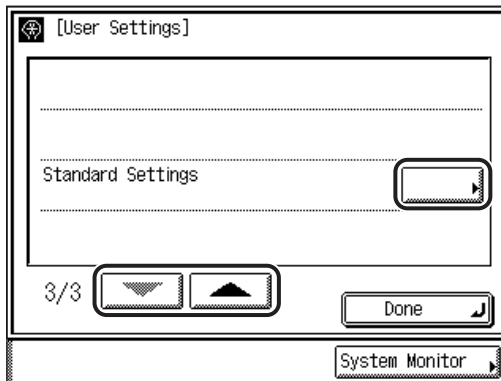 [User Settings]
Standard Settings
3/3
Done
System Monitor